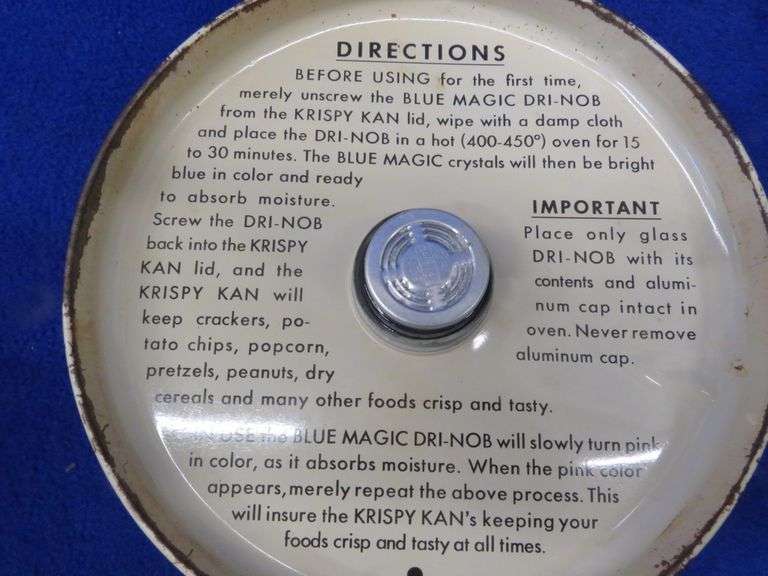 DIRECTIONS
BEFORE USING for the first time,
merely unscrew the BLUE MAGIC DRI-NOB
from the KRISPY KAN lid, wipe with a damp cloth
and place the DRI-NOB in a hot (400-450°) oven for 15
to 30 minutes. The BLUE MAGIC crystals will then be bright
blue in color and ready
to absorb moisture.
Screw the DRI-NOB
back into the KRISPY
KAN lid, and the
KRISPY KAN will
keep crackers, po-
tato chips, popcorn,
pretzels, peanuts, dry
cereals and many other foods crisp and tasty.
IMPORTANT
Place only glass
DRI-NOB with its
contents and alumi-
num cap intact in
oven. Never remove
aluminum cap.
IN USE the BLUE MAGIC DRI-NOB will slowly turn pink
in color, as it absorbs moisture. When the pink color
appears, merely repeat the above process. This
will insure the KRISPY KAN's keeping your
foods crisp and tasty at all times.